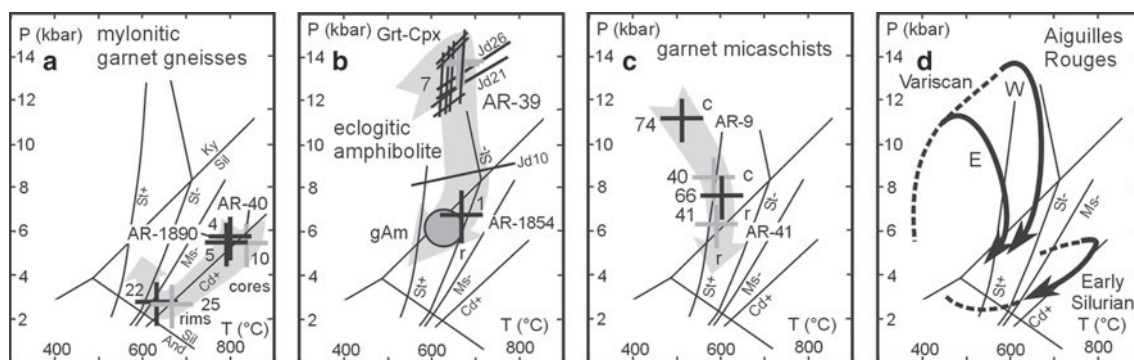 P (kbar)
mylonitic
14
a
garnet gneisses
12
10
Ky
Sil
8
St+
St-
AR-40
AR-1890
4
6
5
10
Ms-
4
Cd+
cores
22
25
2
rims
T (°C)
And
Sil
400
600
800
P (kbar)
Grt-Cpx
Jd26
14
b
7
Jd21
12
AR-39
10
eclogitic
amphibolite
St-
Jd10
8
1
6
gAm
AR-1854
r
4
St+
Ms-
Cd+
2
T (°C)
400
600
800
P (kbar)
14
c
garnet micaschists
12
c
74
AR-9
10
8
40
c
66
St-
41
r
6
AR-41
r
4
St+
Ms-
Cd+
2
T (°C)
400
600
800
P (kbar)
14
d
Aiguilles
Rouges
Variscan
W
12
10
E
8
St-
6
Ms-
4
St+
Early
Silurian
2
Cd+
T (°C)
400
600
800